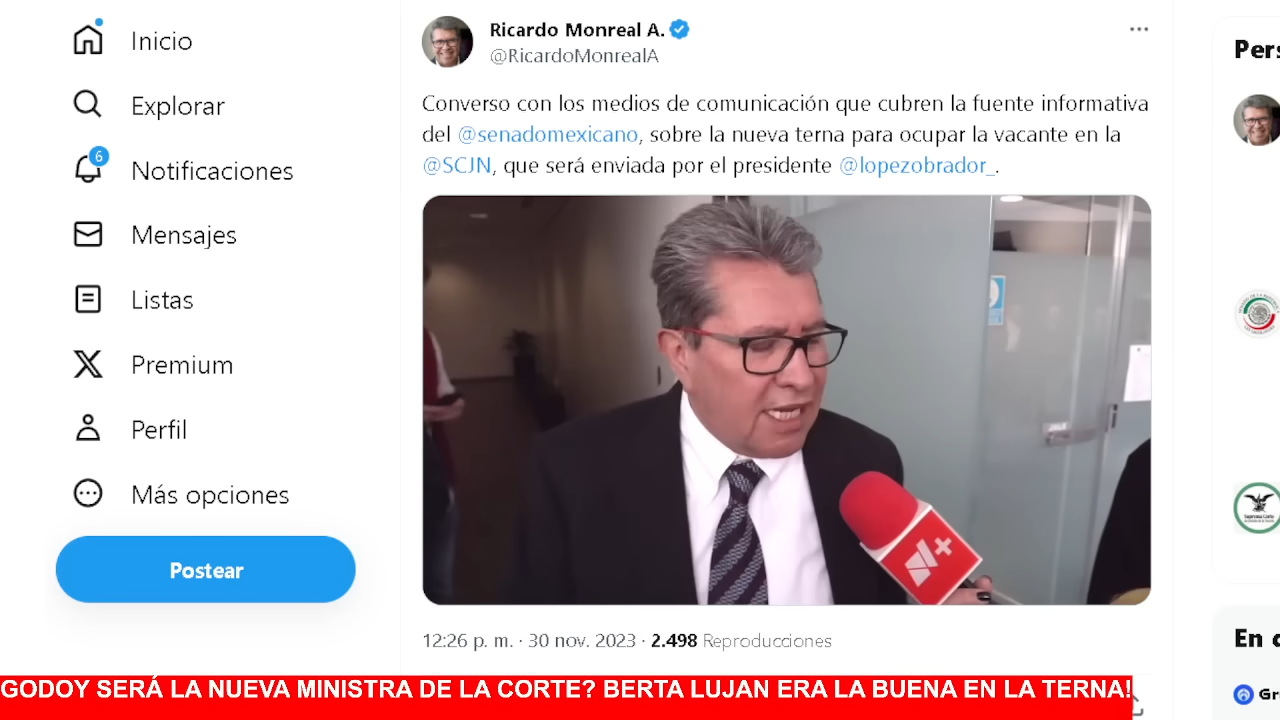 Inicio
Explorar
6
Notificaciones
Mensajes
Listas
Premium
Perfil
Más opciones
Postear
Ricardo Monreal A.
@RicardoMonrealA
Converso con los medios de comunicación que cubren la fuente informativa
del @senadomexicano, sobre la nueva terna para ocupar la vacante en la
@SCJN, que será enviada por el presidente @lopezobrador_.
12:26 p. m. · 30 nov. 2023 · 2.498 Reproducciones
Pers
En c
Gr
GODOY SERÁ LA NUEVA MINISTRA DE LA CORTE? BERTA LUJAN ERA LA BUENA EN LA TERNA!